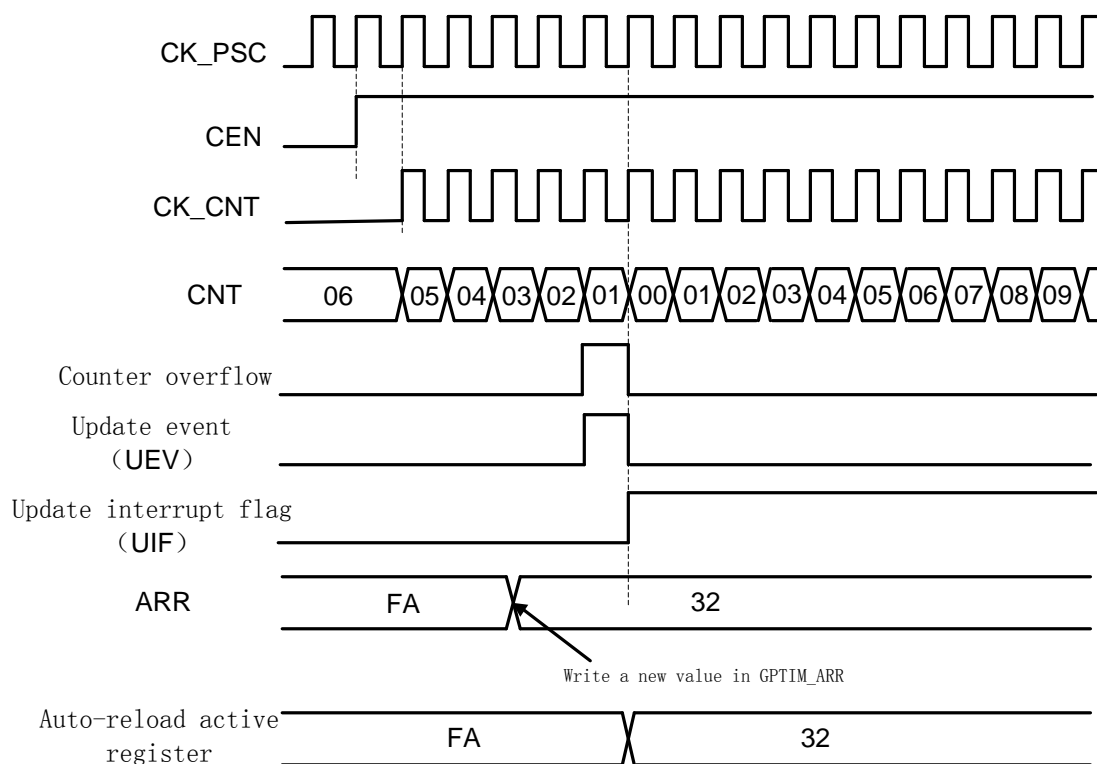 CK_PSC
CEN
CK_CNT
CNT
06 05 04 03 02 01 00 01 02 03 04 05 06 07 08 09
Counter overflow
Update event
（UEV）
Update interrupt flag
（UIF）
ARR FA 32
Write a new value in GPTIM_ARR
Auto-reload active
register
FA 32